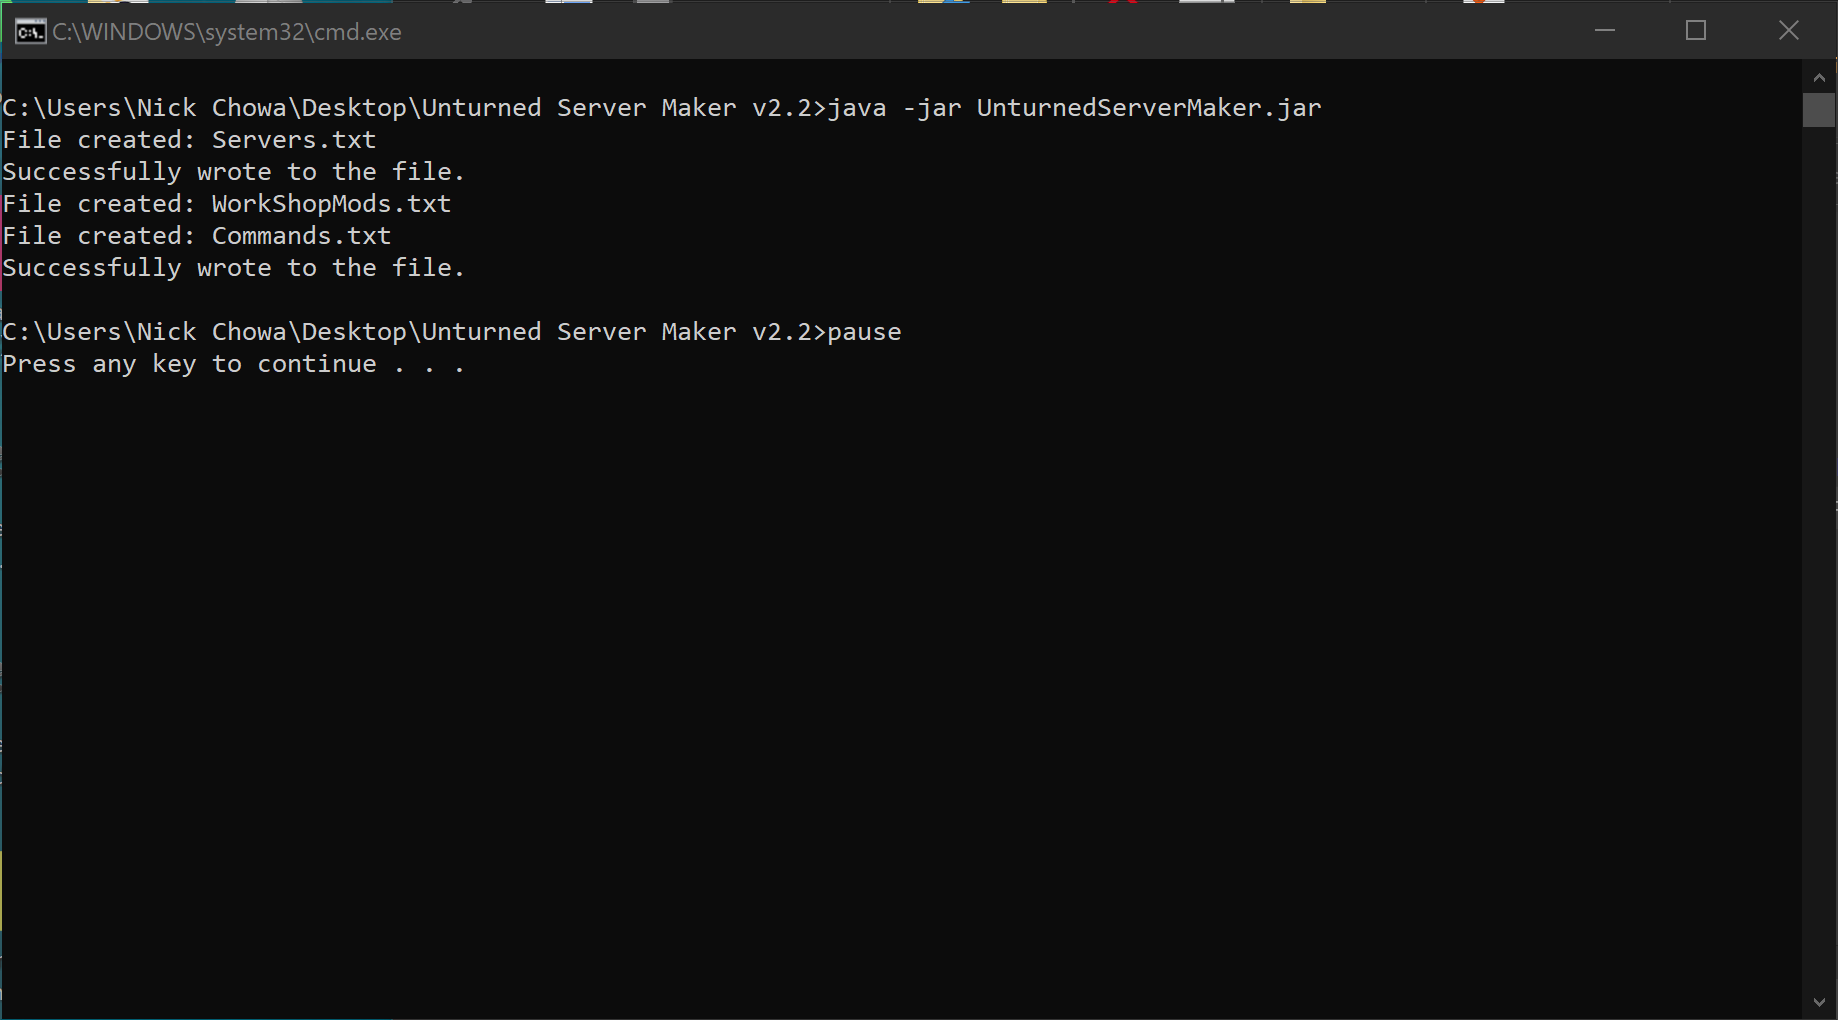 C:\WINDOWS\system32\cmd.exe
C:\Users\Nick Chowa\Desktop\Unturned Server Maker v2.2>java -jar UnturnedServerMaker.jar
File created: Servers.txt
Successfully wrote to the file.
File created: WorkShopMods.txt
File created: Commands.txt
Successfully wrote to the file.
C:\Users\Nick Chowa\Desktop\Unturned Server Maker v2.2>pause
Press any key to continue . . .